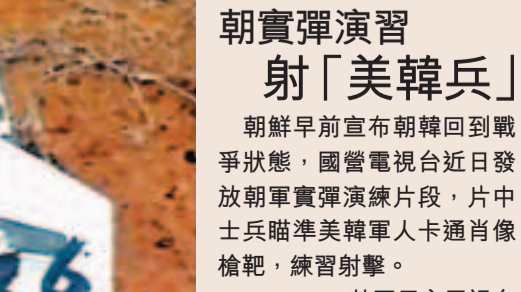 朝實彈演習
射「美韓兵」
朝鮮早前宣布朝韓回到戰
爭狀態，國營電視台近日發
放朝軍實彈演練片段，片中
士兵瞄準美韓軍人卡通肖像
槍靶，練習射擊。